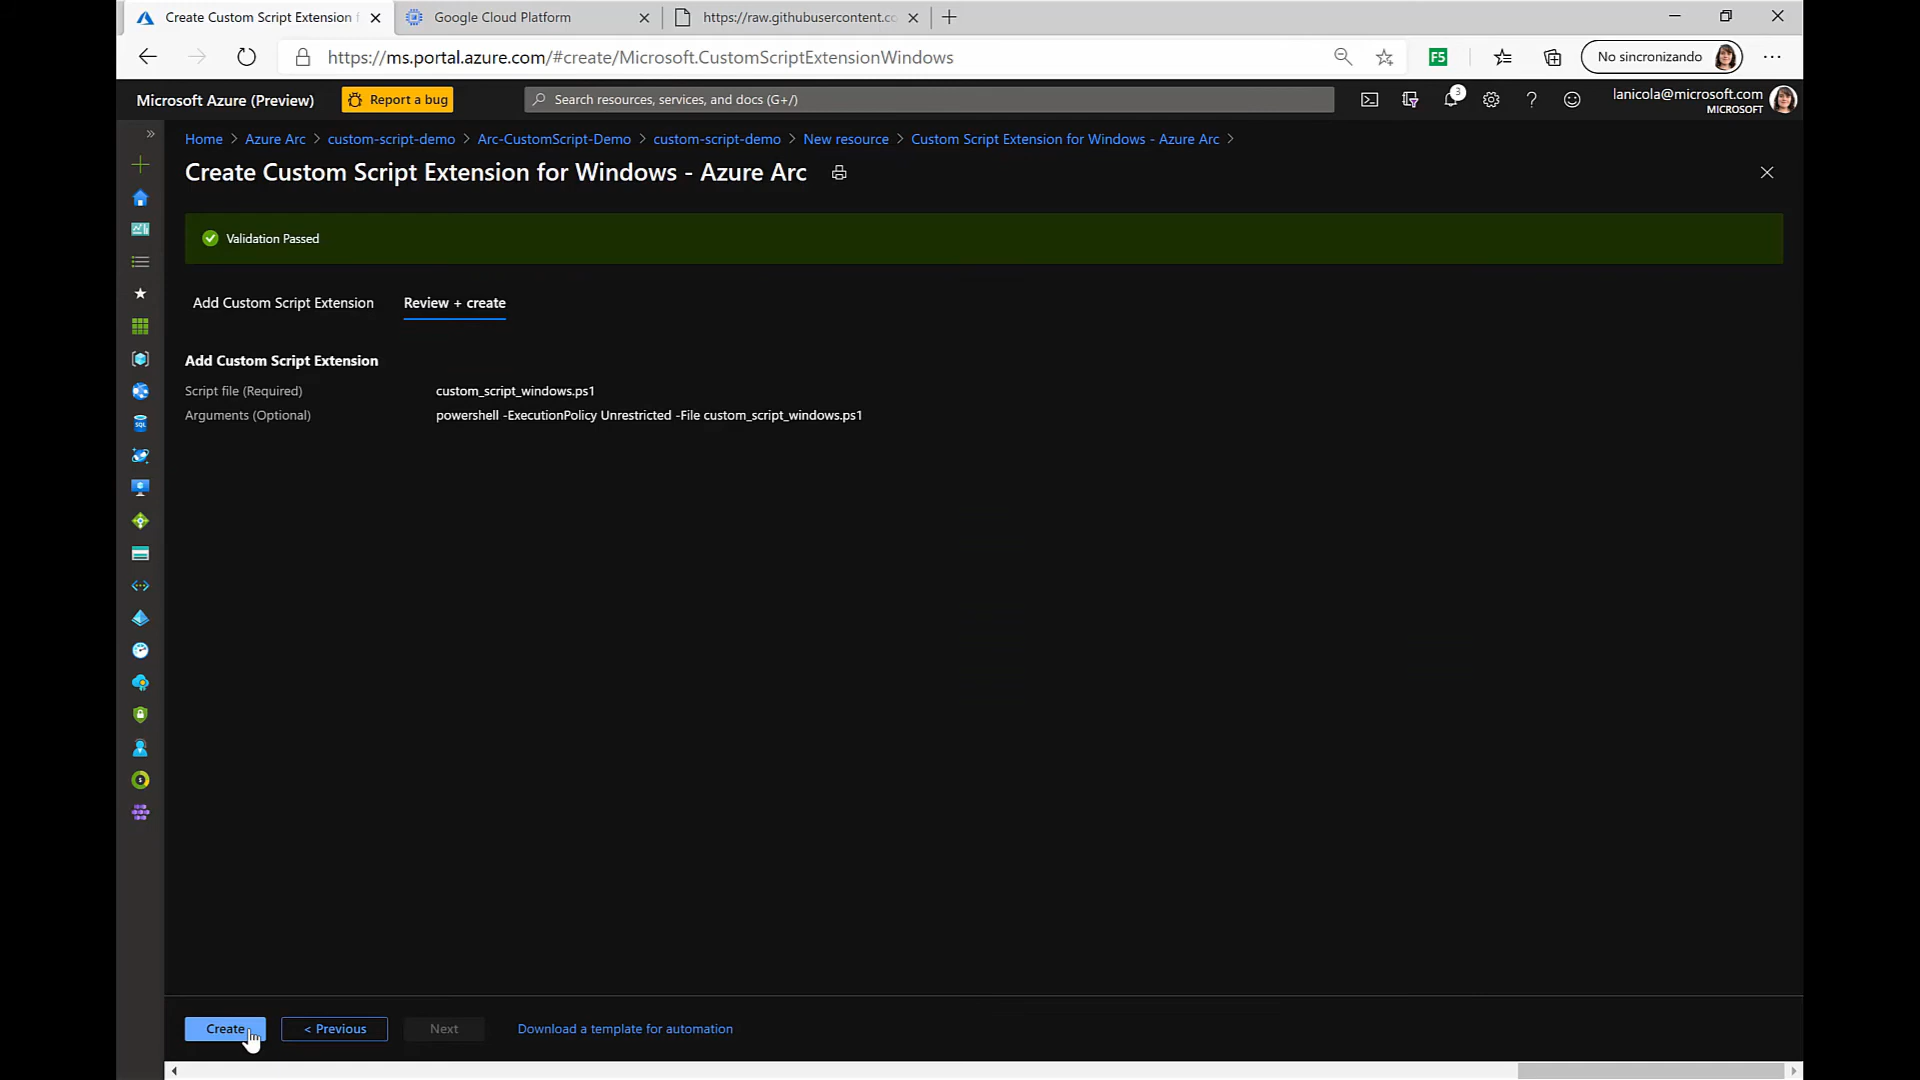 Create Custom Script Extension f
Google Cloud Platform
https://raw.githubusercontent.co
https://ms.portal.azure.com/#create/Microsoft.CustomScriptExtensionWindows
F5
No sincronizando
Microsoft Azure (Preview)
Report a bug
Search resources, services, and docs (G+/)
3
lanicola@microsoft.com
MICROSOFT
Home > Azure Arc > custom-script-demo > Arc-CustomScript-Demo > custom-script-demo > New resource > Custom Script Extension for Windows - Azure Arc >
Create Custom Script Extension for Windows - Azure Arc
Validation Passed
Add Custom Script Extension
Review + create
Add Custom Script Extension
Script file (Required) custom_script_windows.ps1
Arguments (Optional) powershell -ExecutionPolicy Unrestricted -File custom_script_windows.ps1
Create
< Previous
Next
Download a template for automation